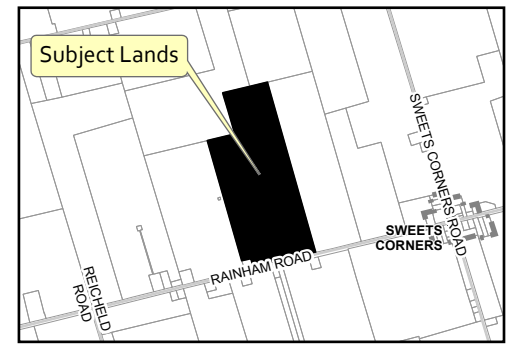 Subject Lands
SWEETS CORNERS ROAD
SWEETS
CORNERS
RAINHAM ROAD
REICHELD
ROAD